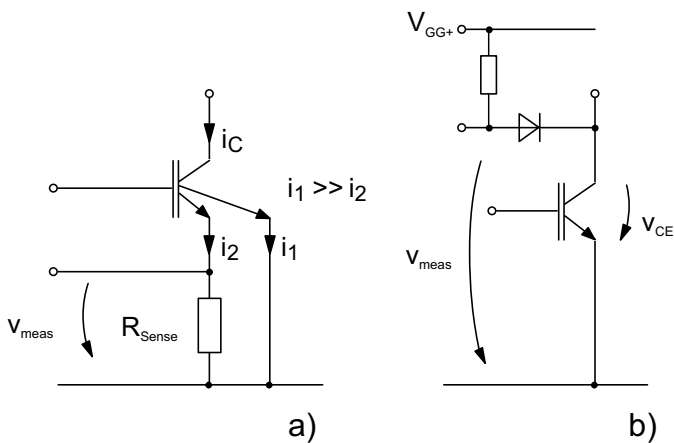 V_GG+
i_C
i_1 >> i_2
i_2
i_1
v_meas
R_Sense
a)
v_CE
v_meas
b)